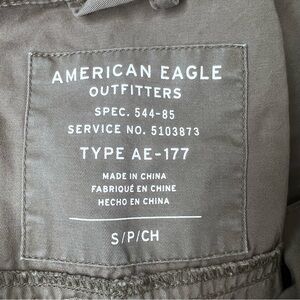 AMERICAN EAGLE
OUTFITTERS
SPEC. 544-85
SERVICE NO. 5103873
TYPE AE-177
MADE IN CHINA
FABRIQUÉ EN CHINE
HECHO EN CHINA
S/P/CH